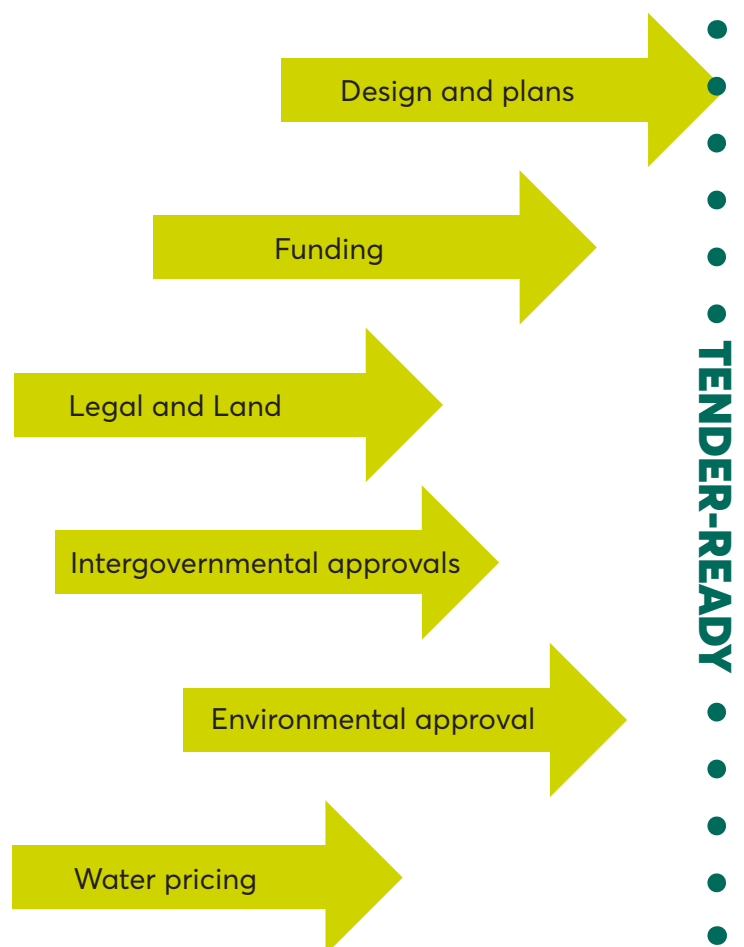 Design and plans
Funding
Legal and Land
Intergovernmental approvals
Environmental approval
Water pricing
TENDER-READY